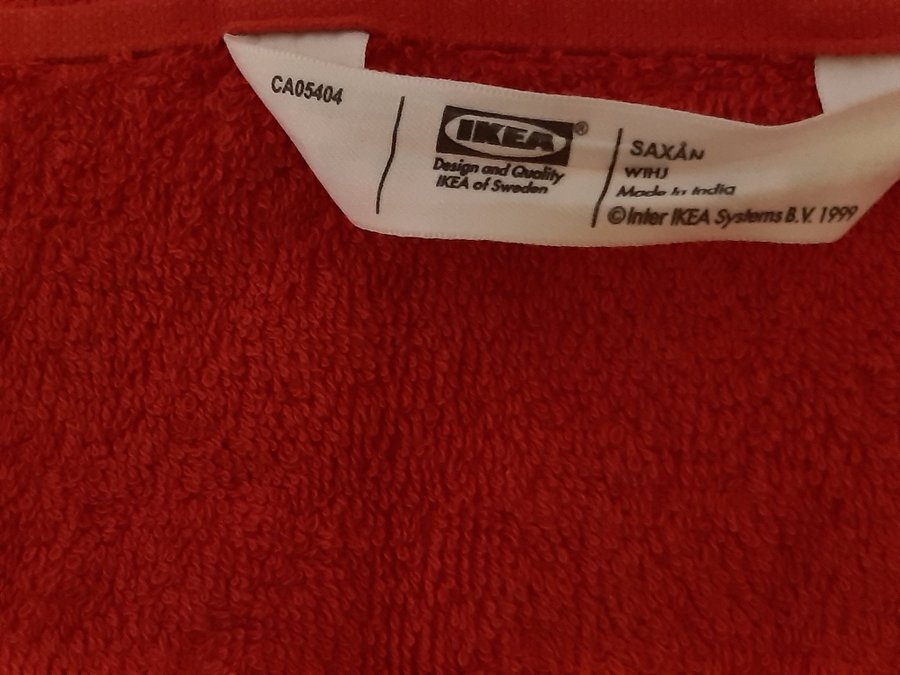 CA05404
IKEA®
Design and Quality
IKEA of Sweden
SAXÅN
WIHJ
Made in India
©Inter IKEA Systems B.V. 1999